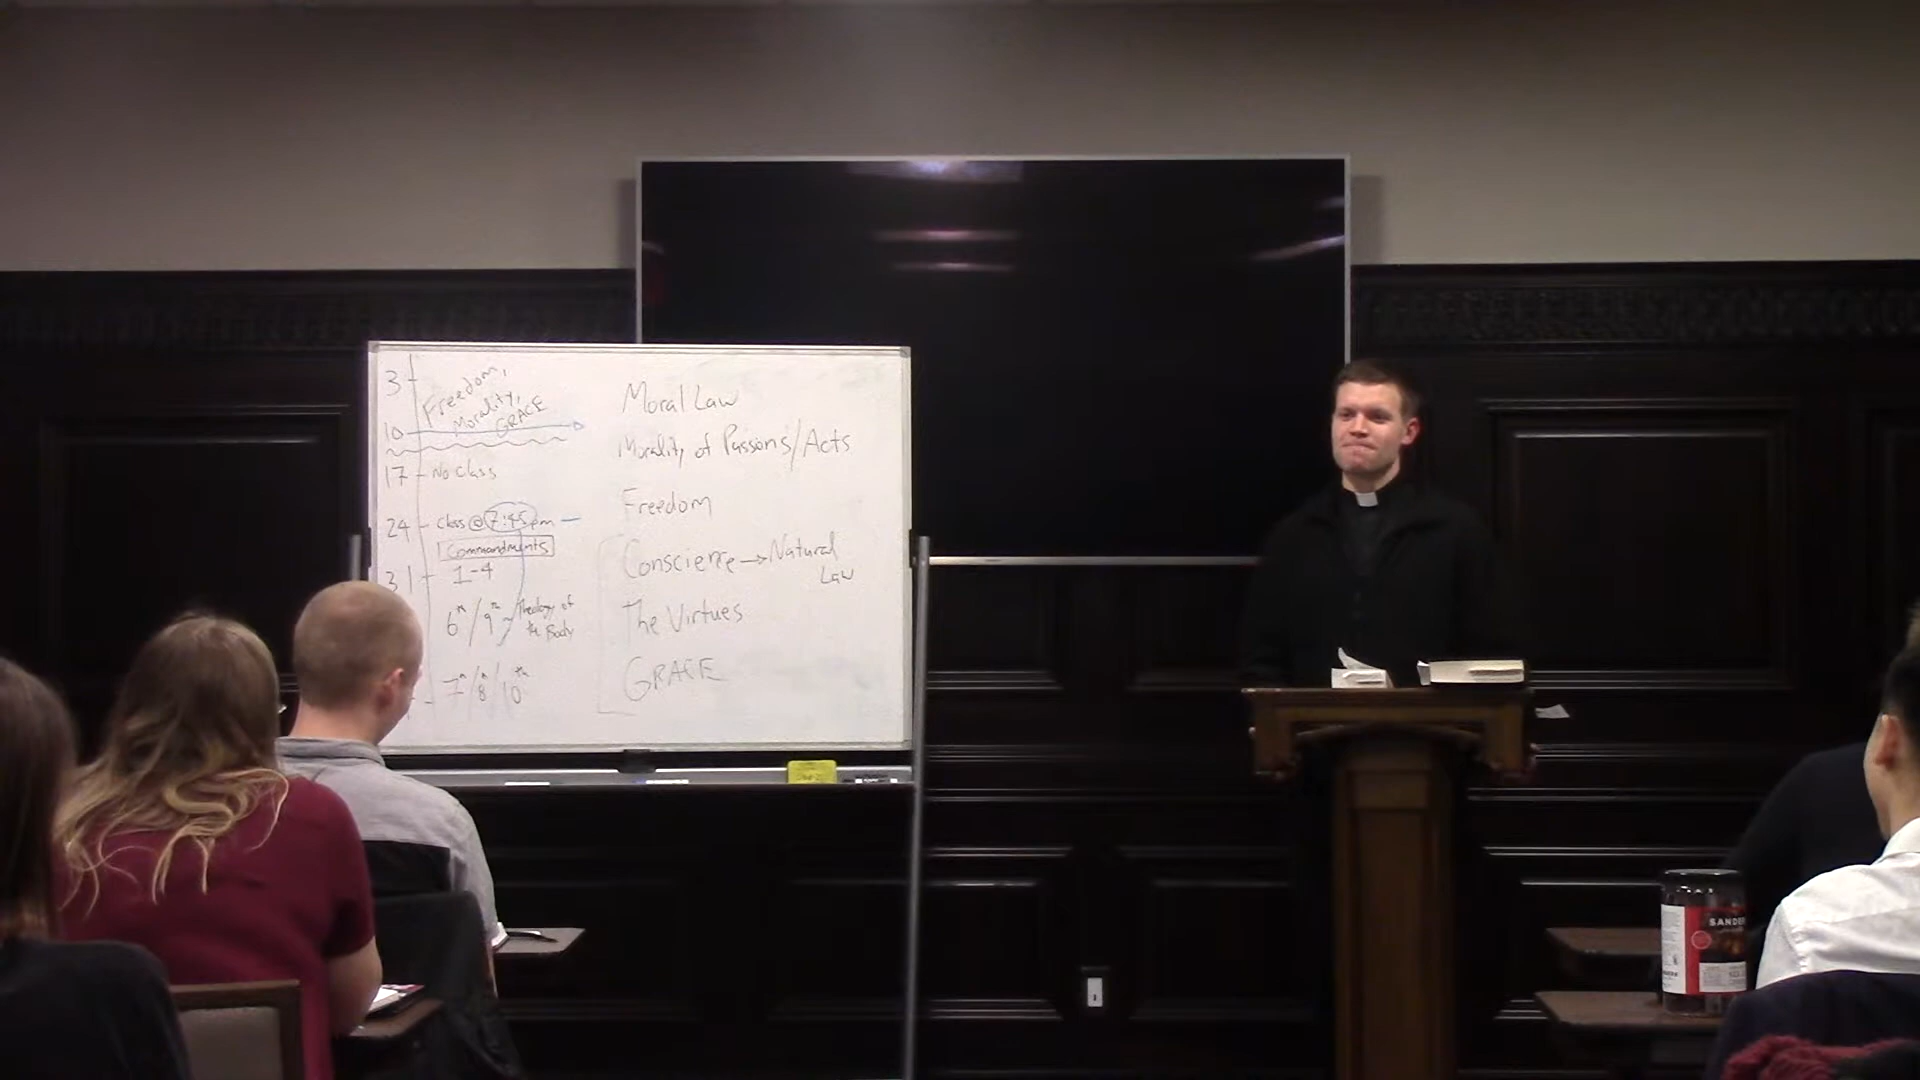 3
Freedom,
Morality,
GRACE
10
17 - No Class
24 - Class @ 7:45 pm
Commandments
31 - 1-4
6th/9th Theology of
the Body
7th/8th/10th
Moral Law
Morality of Passions/Acts
Freedom
Conscience → Natural
Law
The Virtues
GRACE
SANDER